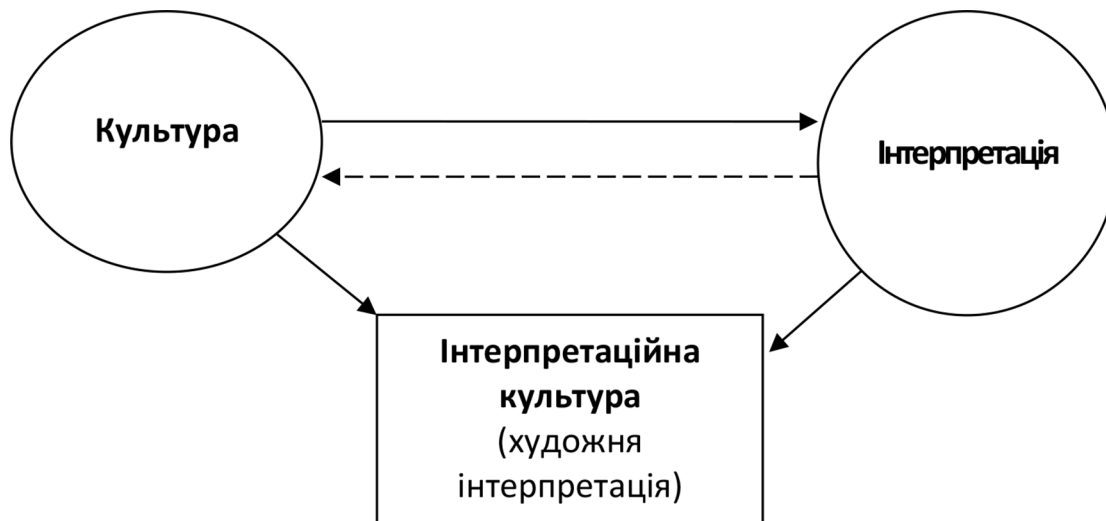 Культура
Інтерпретація
Інтерпретаційна
культура
(художня
інтерпретація)